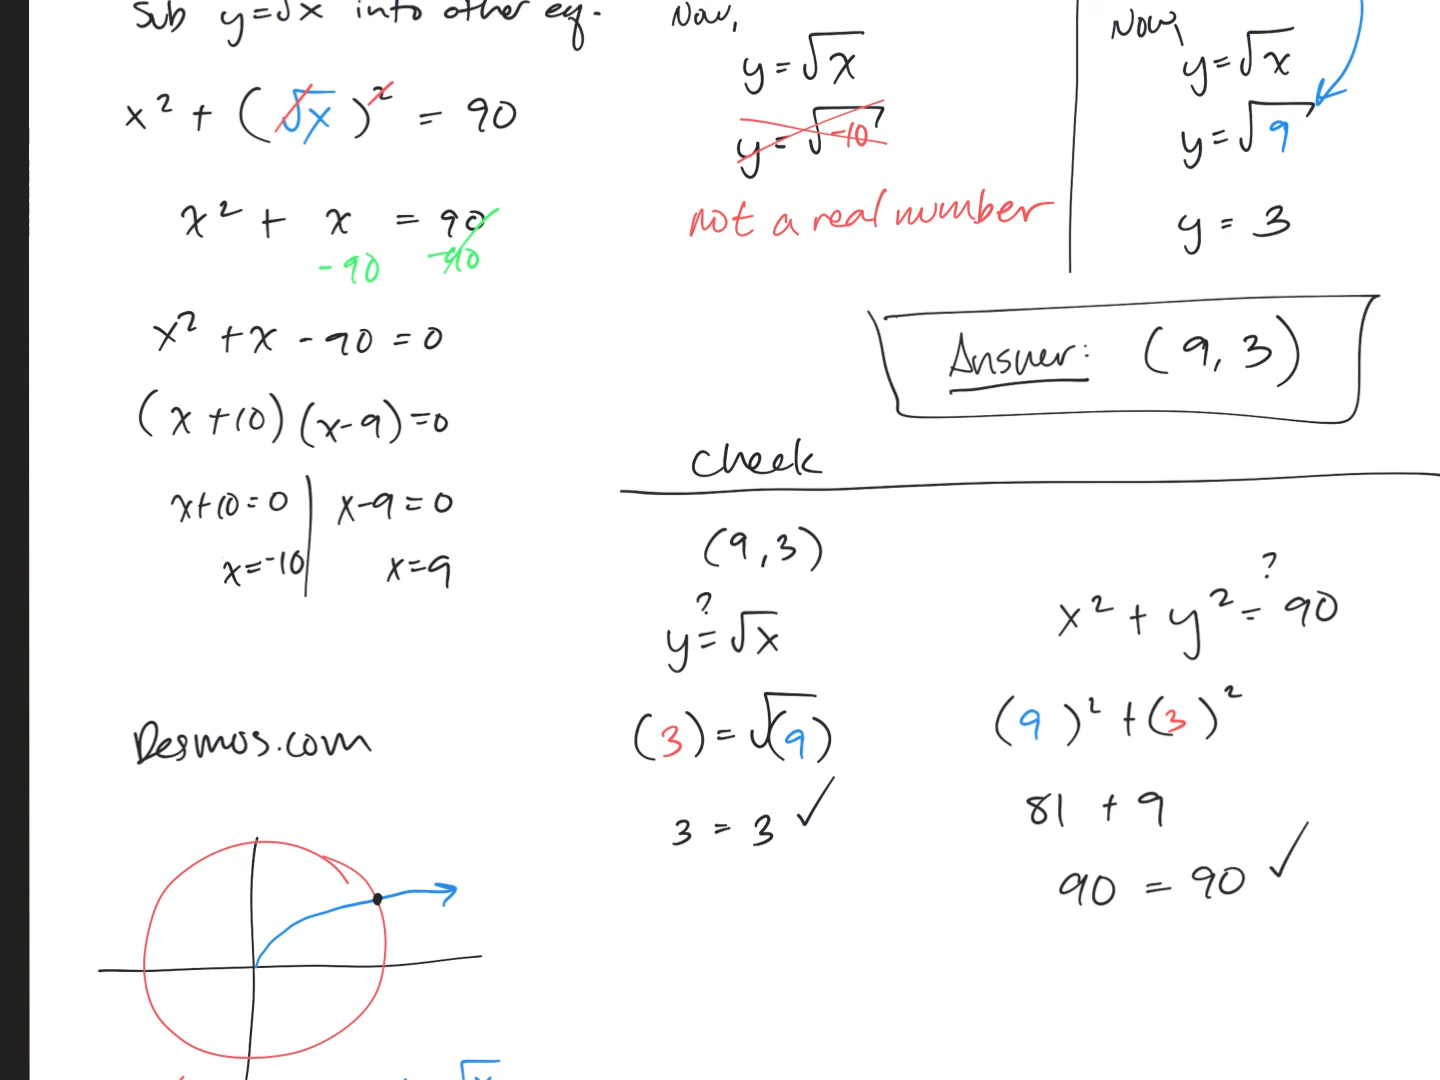 Sub y=√x into other eq.
x² + (√x)² = 90
x² + x = 90
-90 -90
x² + x - 90 = 0
(x+10)(x-9)=0
x+10=0 | x-9=0
x=-10 | x=9
Now,
y=√x
y=√-10
not a real number
Now,
y=√x
y=√9
y=3
Answer: (9,3)
Check
(9,3)
?
y=√x
(3)=√(9)
3=3 ✓
?
x²+y²=90
(9)²+(3)²
81+9
90=90 ✓
Desmos.com